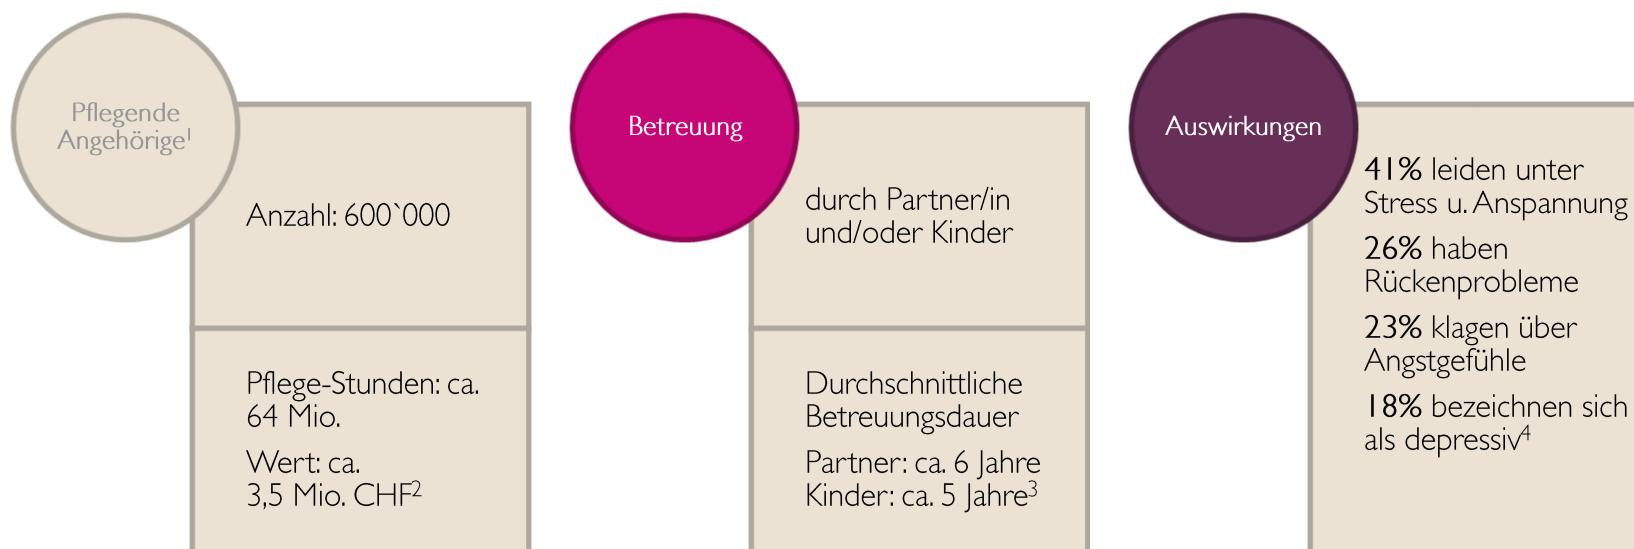 Pflegende
Angehörige¹
Anzahl: 600`000
Pflege-Stunden: ca.
64 Mio.
Wert: ca.
3,5 Mio. CHF²
Betreuung
durch Partner/in
und/oder Kinder
Durchschnittliche
Betreuungsdauer
Partner: ca. 6 Jahre
Kinder: ca. 5 Jahre³
Auswirkungen
41% leiden unter
Stress u. Anspannung
26% haben
Rückenprobleme
23% klagen über
Angstgefühle
18% bezeichnen sich
als depressiv⁴